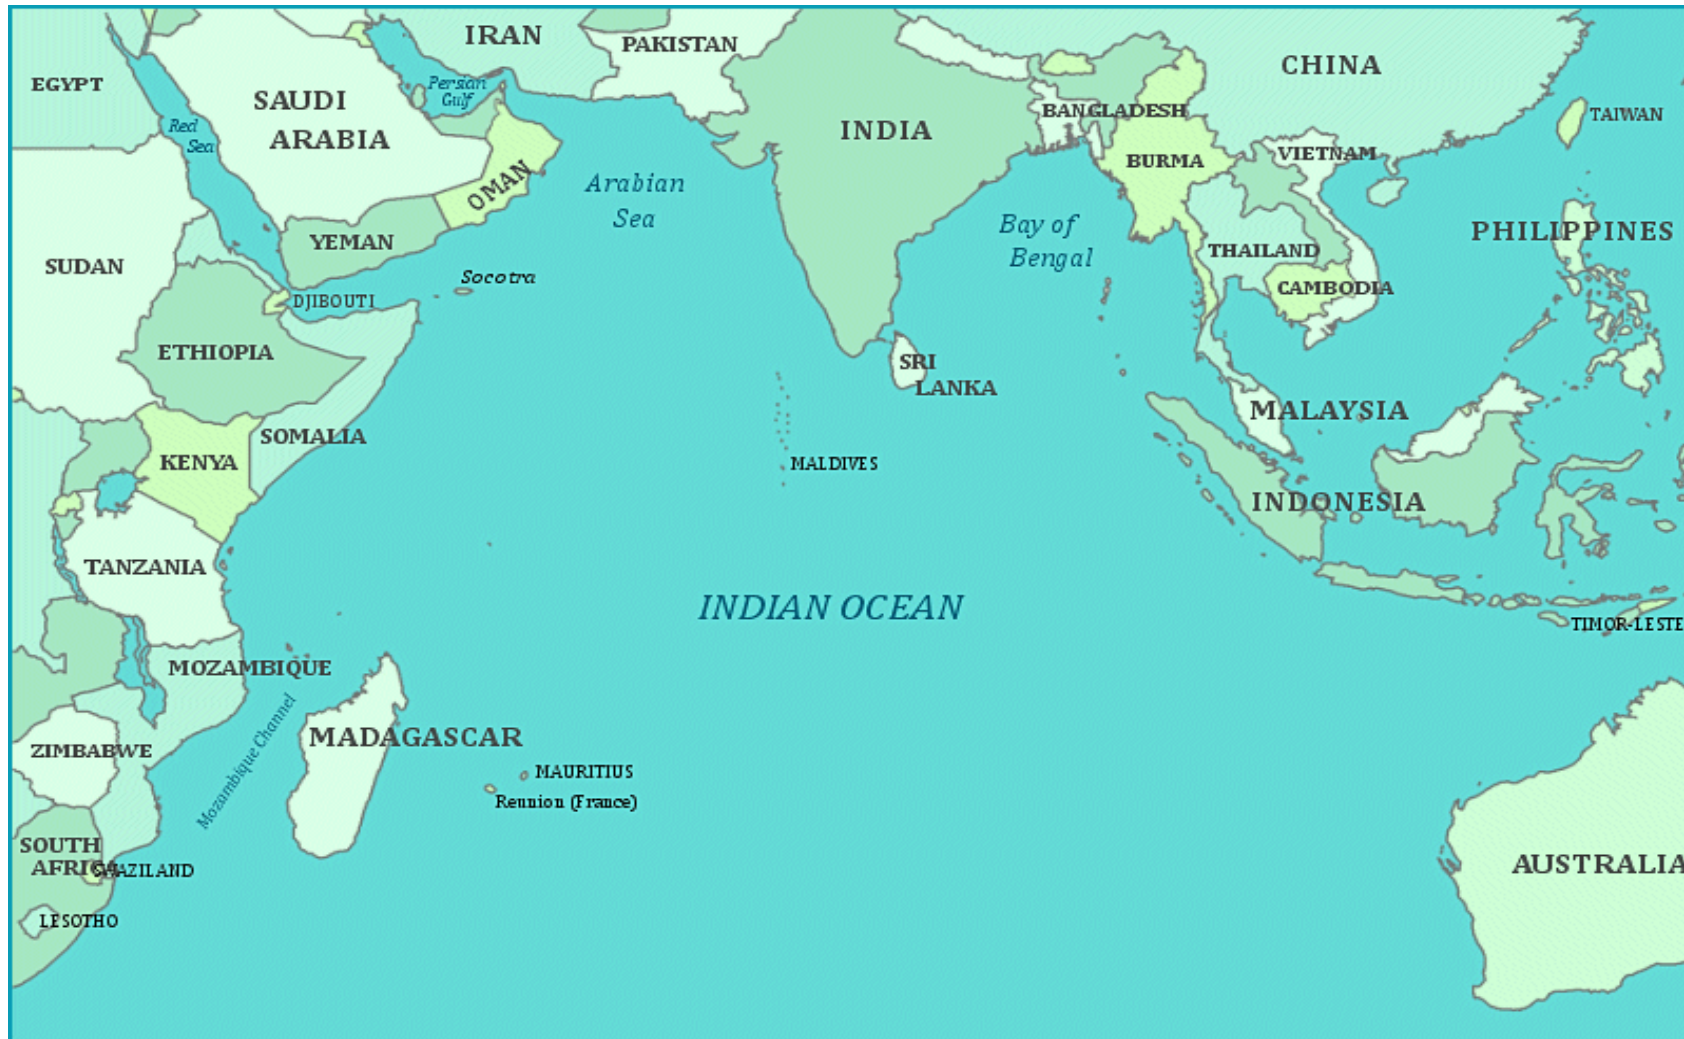 IRAN
PAKISTAN
CHINA
EGYPT
Persian
Gulf
SAUDI
ARABIA
BANGLADESH
TAIWAN
Red
Sea
INDIA
VIETNAM
BURMA
OMAN
Arabian
Sea
Bay of
Bengal
PHILIPPINES
YEMEN
THAILAND
SUDAN
Socotra
CAMBODIA
DJIBOUTI
ETHIOPIA
SRI
LANKA
MALAYSIA
SOMALIA
KENYA
MALDIVES
INDONESIA
TANZANIA
INDIAN OCEAN
TIMOR-LESTE
MOZAMBIQUE
Mozambique Channel
MADAGASCAR
ZIMBABWE
MAURITIUS
Reunion (France)
SOUTH
AFRICA
SWAZILAND
AUSTRALIA
LESOTHO